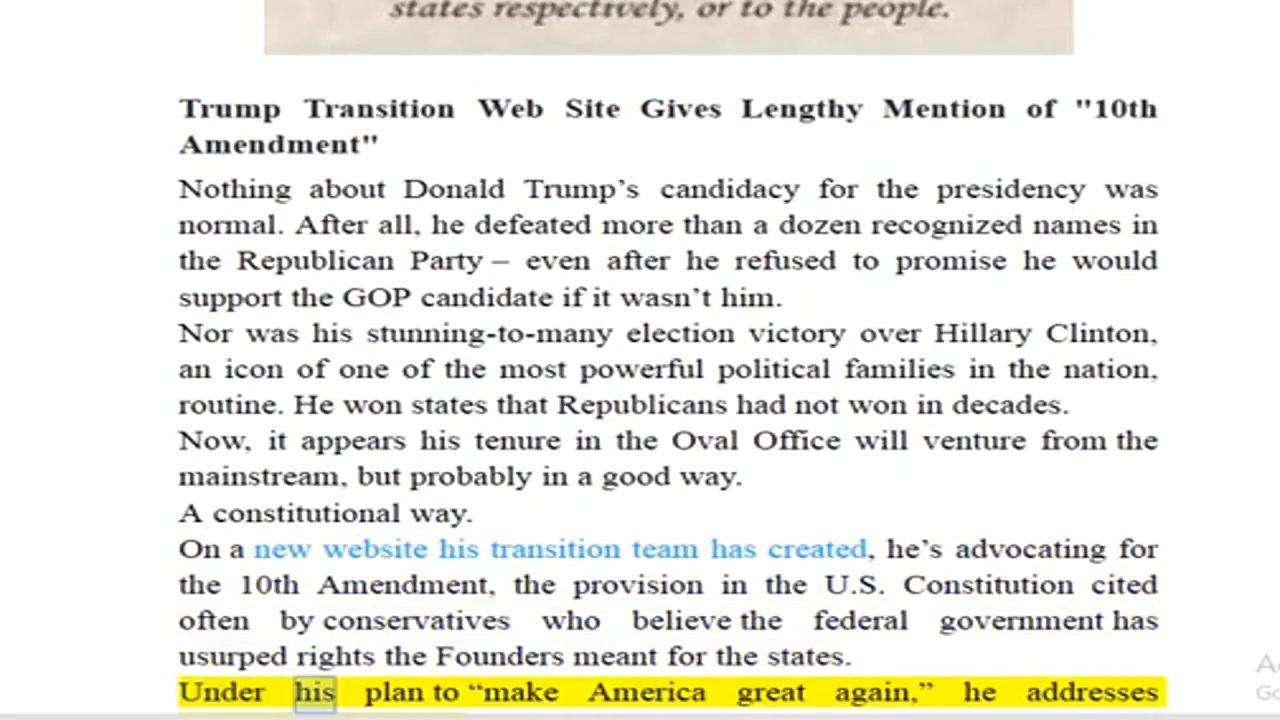 states respectively, or to the people.
Trump Transition Web Site Gives Lengthy Mention of "10th
Amendment"
Nothing about Donald Trump’s candidacy for the presidency was
normal. After all, he defeated more than a dozen recognized names in
the Republican Party – even after he refused to promise he would
support the GOP candidate if it wasn’t him.
Nor was his stunning-to-many election victory over Hillary Clinton,
an icon of one of the most powerful political families in the nation,
routine. He won states that Republicans had not won in decades.
Now, it appears his tenure in the Oval Office will venture from the
mainstream, but probably in a good way.
A constitutional way.
On a new website his transition team has created, he’s advocating for
the 10th Amendment, the provision in the U.S. Constitution cited
often by conservatives who believe the federal government has
usurped rights the Founders meant for the states.
Under his plan to “make America great again,” he addresses